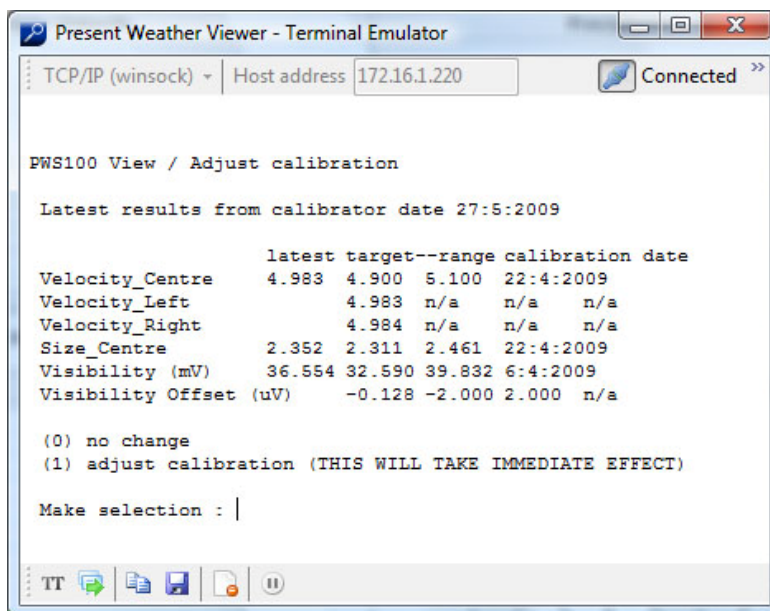 Present Weather Viewer - Terminal Emulator
TCP/IP (winsock) Host address 172.16.1.220 Connected »
PWS100 View / Adjust calibration
Latest results from calibrator date 27:5:2009
latest target--range calibration date
Velocity_Centre 4.983 4.900 5.100 22:4:2009
Velocity_Left 4.983 n/a n/a n/a
Velocity_Right 4.984 n/a n/a n/a
Size_Centre 2.352 2.311 2.461 22:4:2009
Visibility (mV) 36.554 32.590 39.832 6:4:2009
Visibility Offset (uV) -0.128 -2.000 2.000 n/a
(0) no change
(1) adjust calibration (THIS WILL TAKE IMMEDIATE EFFECT)
Make selection :
TT